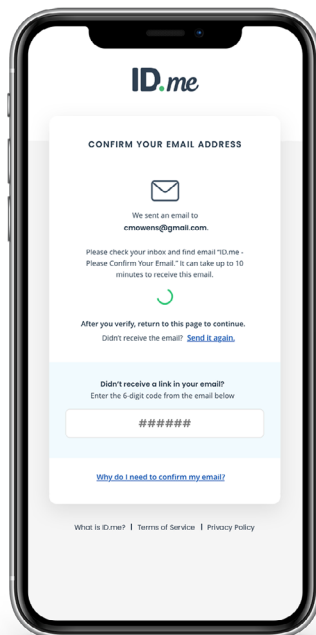 ID.me
CONFIRM YOUR EMAIL ADDRESS
We sent an email to
cmowens@gmail.com.
Please check your inbox and find email "ID.me -
Please Confirm Your Email." It can take up to 10
minutes to receive this email.
After you verify, return to this page to continue.
Didn't receive the email? Send it again.
Didn't receive a link in your email?
Enter the 6-digit code from the email below
######
Why do I need to confirm my email?
What is ID.me? | Terms of Service | Privacy Policy